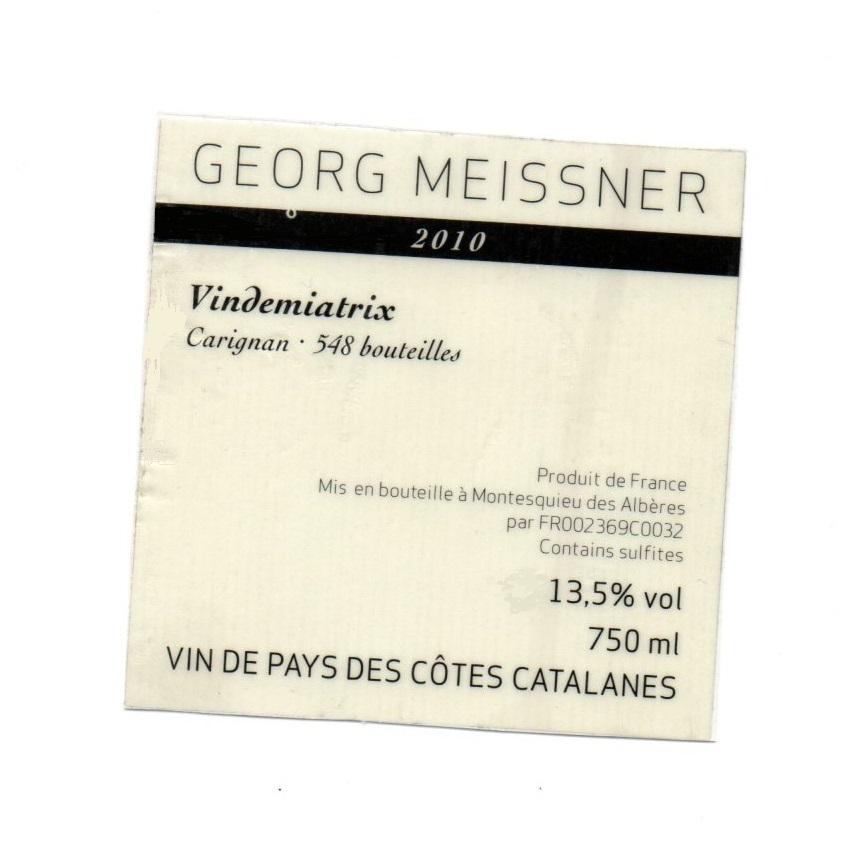 GEORG MEISSNER
2010
Vindemiatrix
Carignan · 548 bouteilles
Produit de France
Mis en bouteille à Montesquieu des Albères
par FR002369C0032
Contains sulfites
13,5% vol
750 ml
VIN DE PAYS DES CÔTES CATALANES